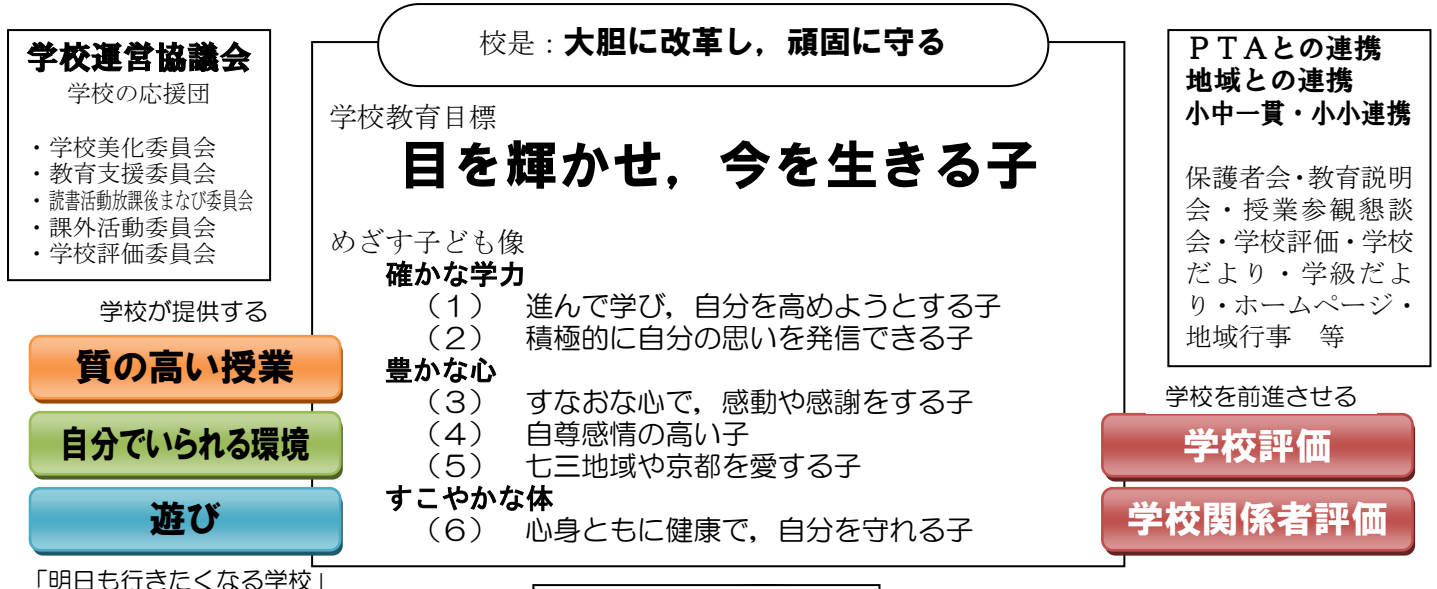 校是：大胆に改革し，頑固に守る
学校運営協議会
学校の応援団
・学校美化委員会
・教育支援委員会
・読書活動放課後まなび委員会
・課外活動委員会
・学校評価委員会
学校が提供する
質の高い授業
自分でいられる環境
遊び
「明日も行きたくなる学校」
学校教育目標
目を輝かせ，今を生きる子
めざす子ども像
確かな学力
（１） 進んで学び，自分を高めようとする子
（２） 積極的に自分の思いを発信できる子
豊かな心
（３） すなおな心で，感動や感謝をする子
（４） 自尊感情の高い子
（５） 七三地域や京都を愛する子
すこやかな体
（６） 心身ともに健康で，自分を守れる子
ＰＴＡとの連携
地域との連携
小中一貫・小小連携
保護者会・教育説明
会・授業参観懇談
会・学校評価・学校
だより・学級だよ
り・ホームページ・
地域行事　等
学校を前進させる
学校評価
学校関係者評価